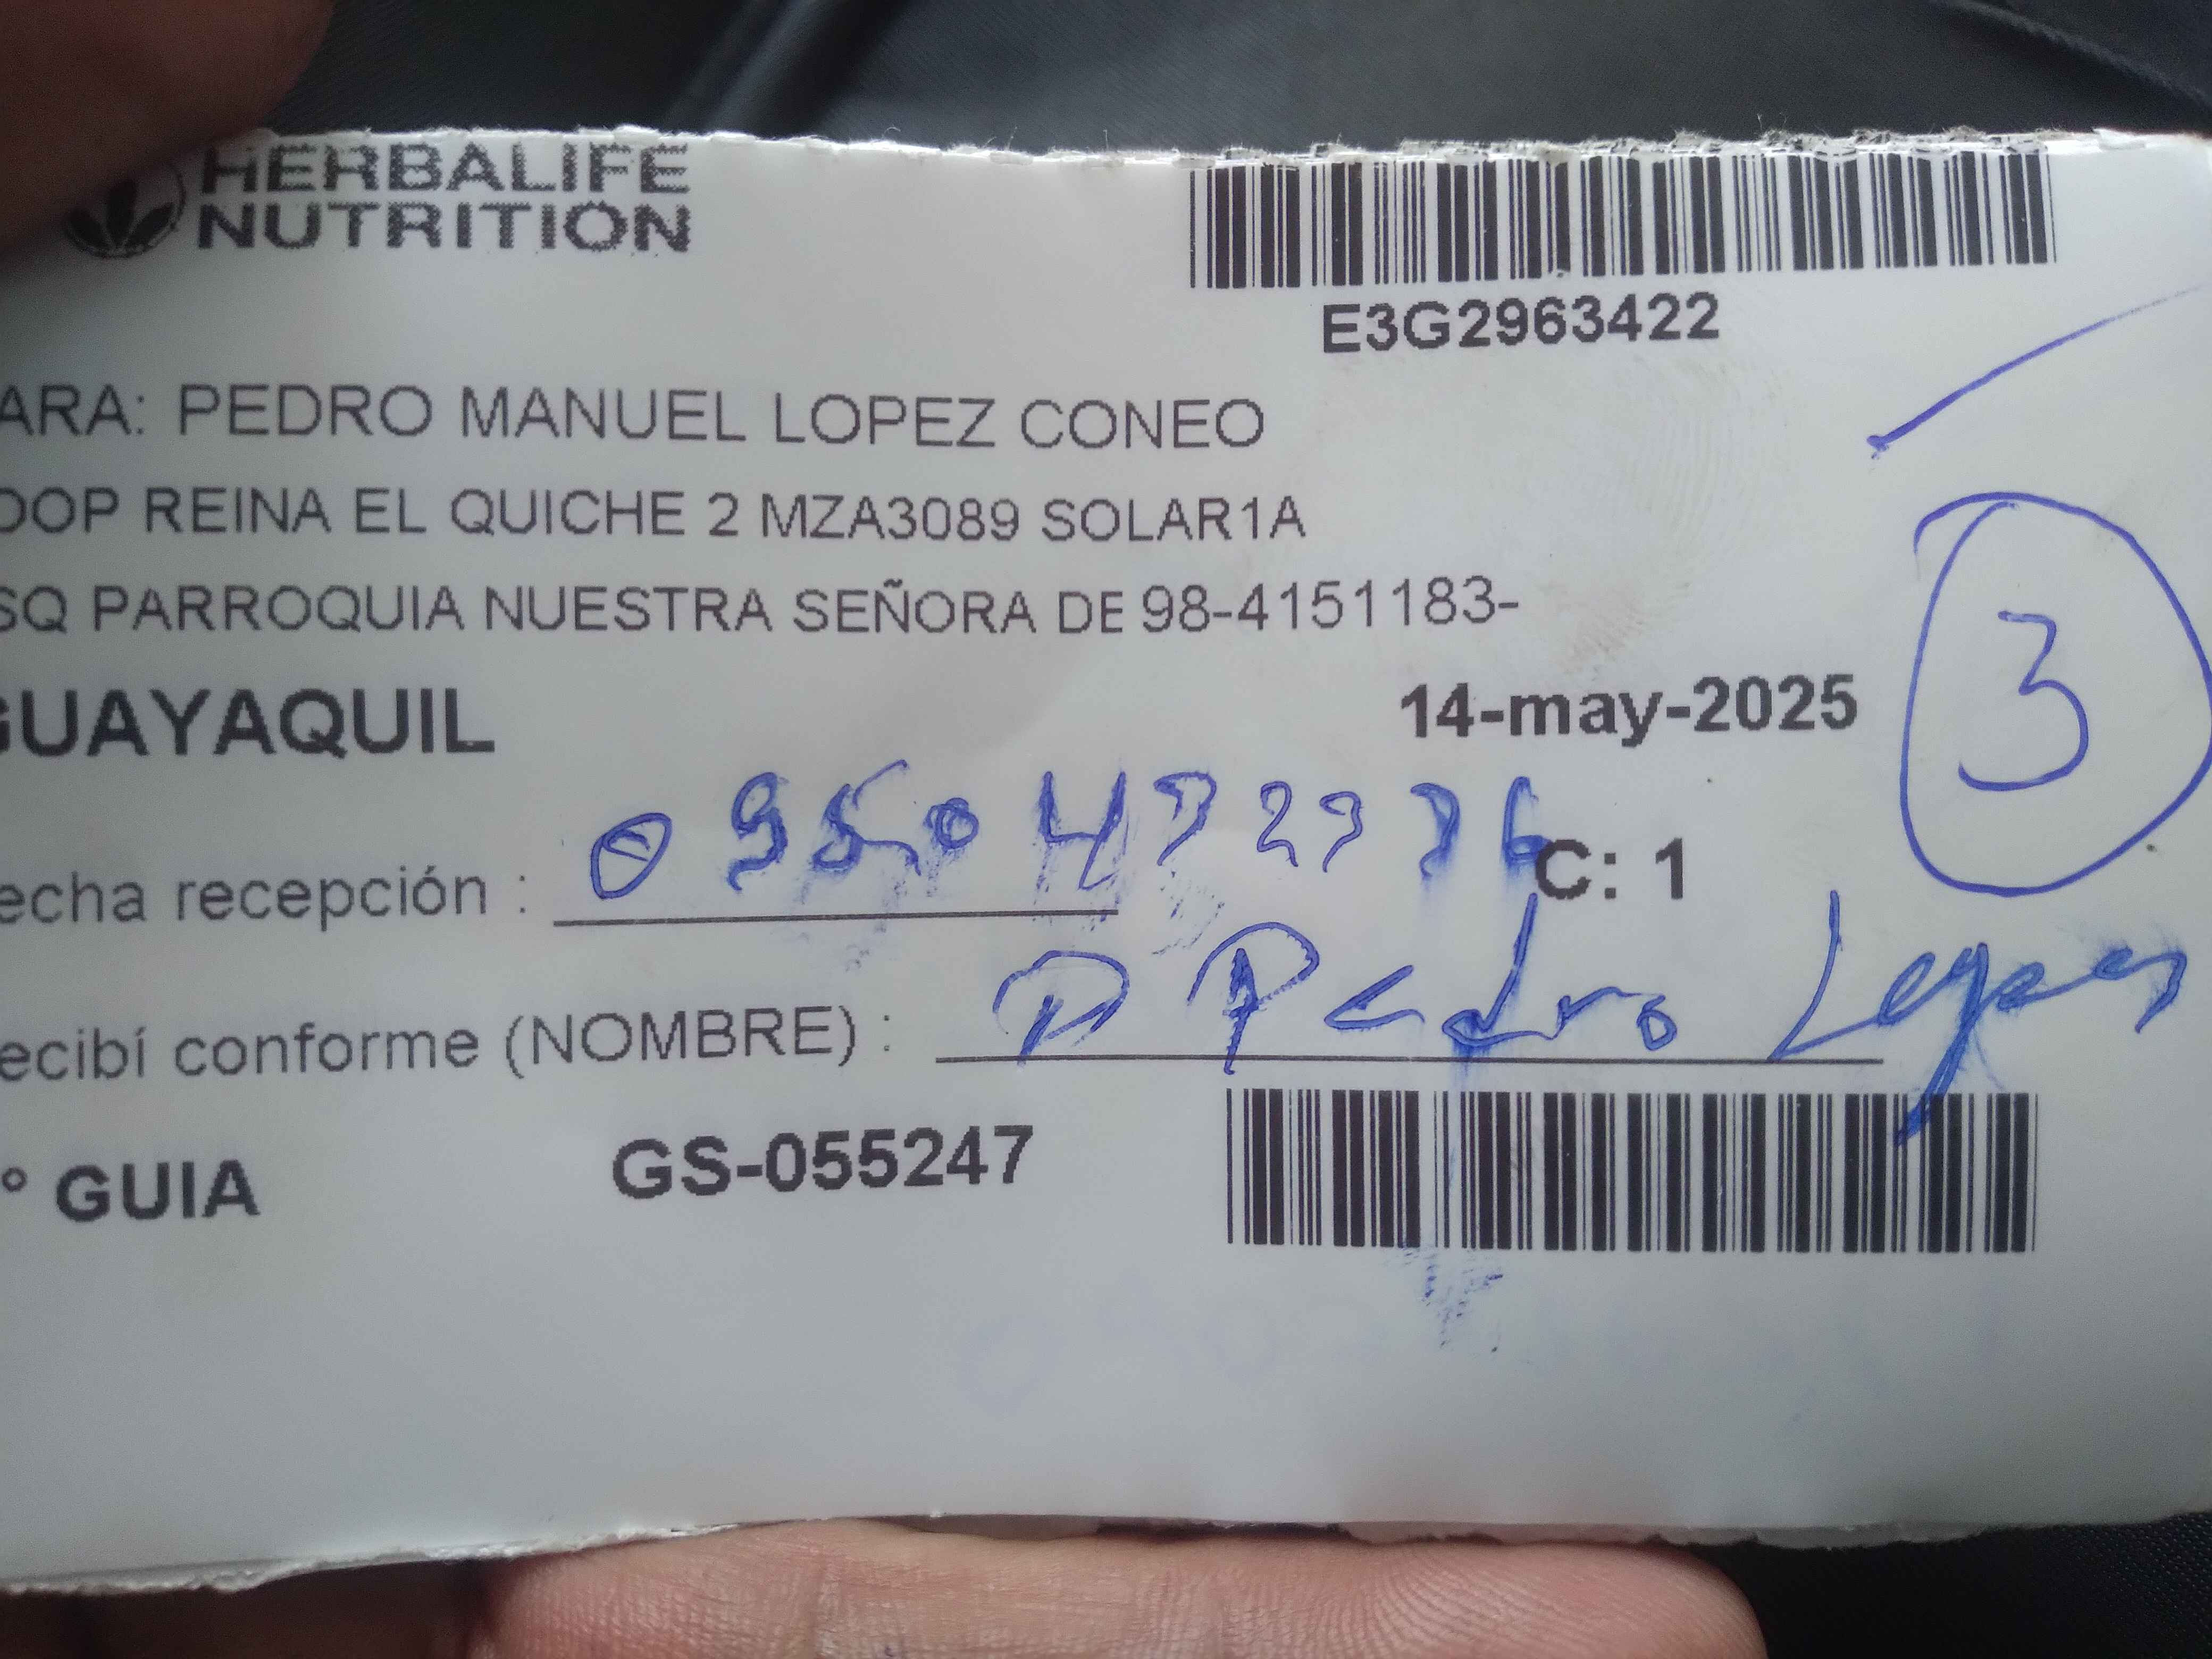 HERBALIFE
NUTRITION
E3G2963422
ARA: PEDRO MANUEL LOPEZ CONEO
OOP REINA EL QUICHE 2 MZA3089 SOLAR1A
SQ PARROQUIA NUESTRA SEÑORA DE 98-4151183-
GUAYAQUIL
14-may-2025
3
echa recepción :
C: 1
ecibí conforme (NOMBRE) : Pedro
° GUIA GS-055247